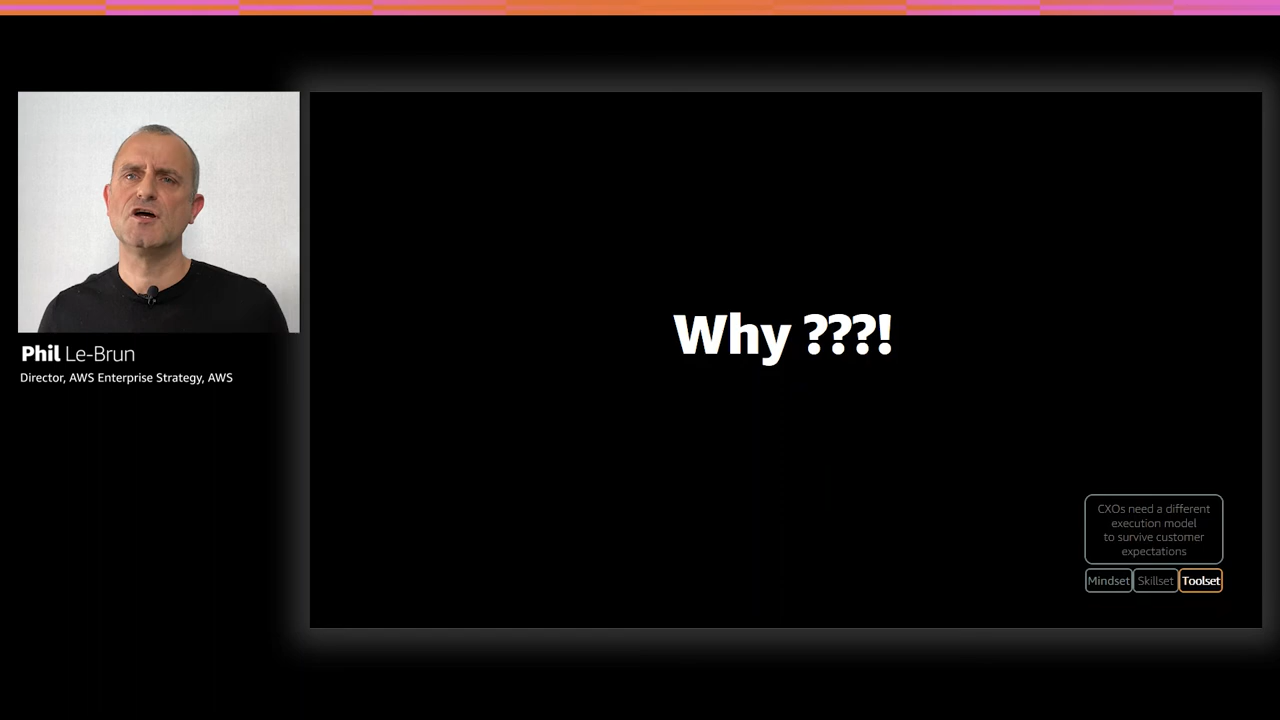 Phil Le-Brun
Director, AWS Enterprise Strategy, AWS
Why ???!
CXOs need a different
execution model
to survive customer
expectations
Mindset Skillset Toolset